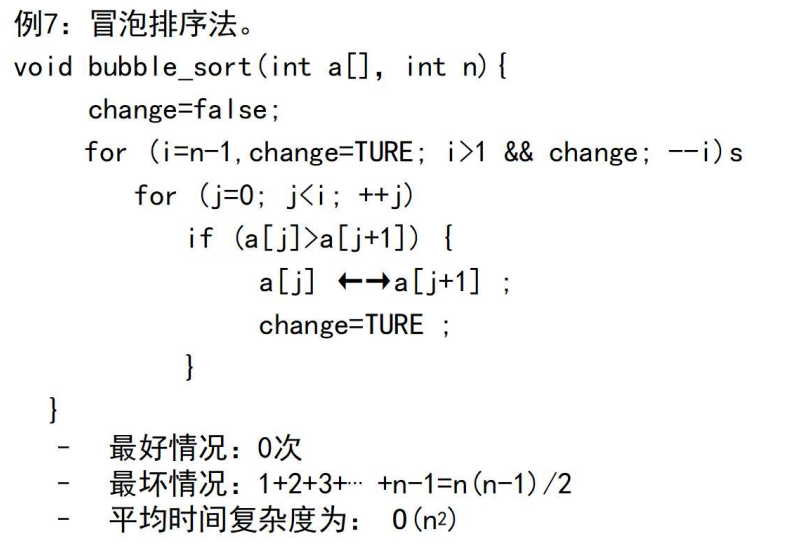 例7：冒泡排序法。
void bubble_sort(int a[], int n){
change=false;
for (i=n-1,change=TURE; i>1 && change; --i)s
for (j=0; j<i; ++j)
if (a[j]>a[j+1]) {
a[j] ←→a[j+1] ;
change=TURE ;
}
}
- 最好情况：0次
- 最坏情况：1+2+3+… +n-1=n(n-1)/2
- 平均时间复杂度为： O(n²)